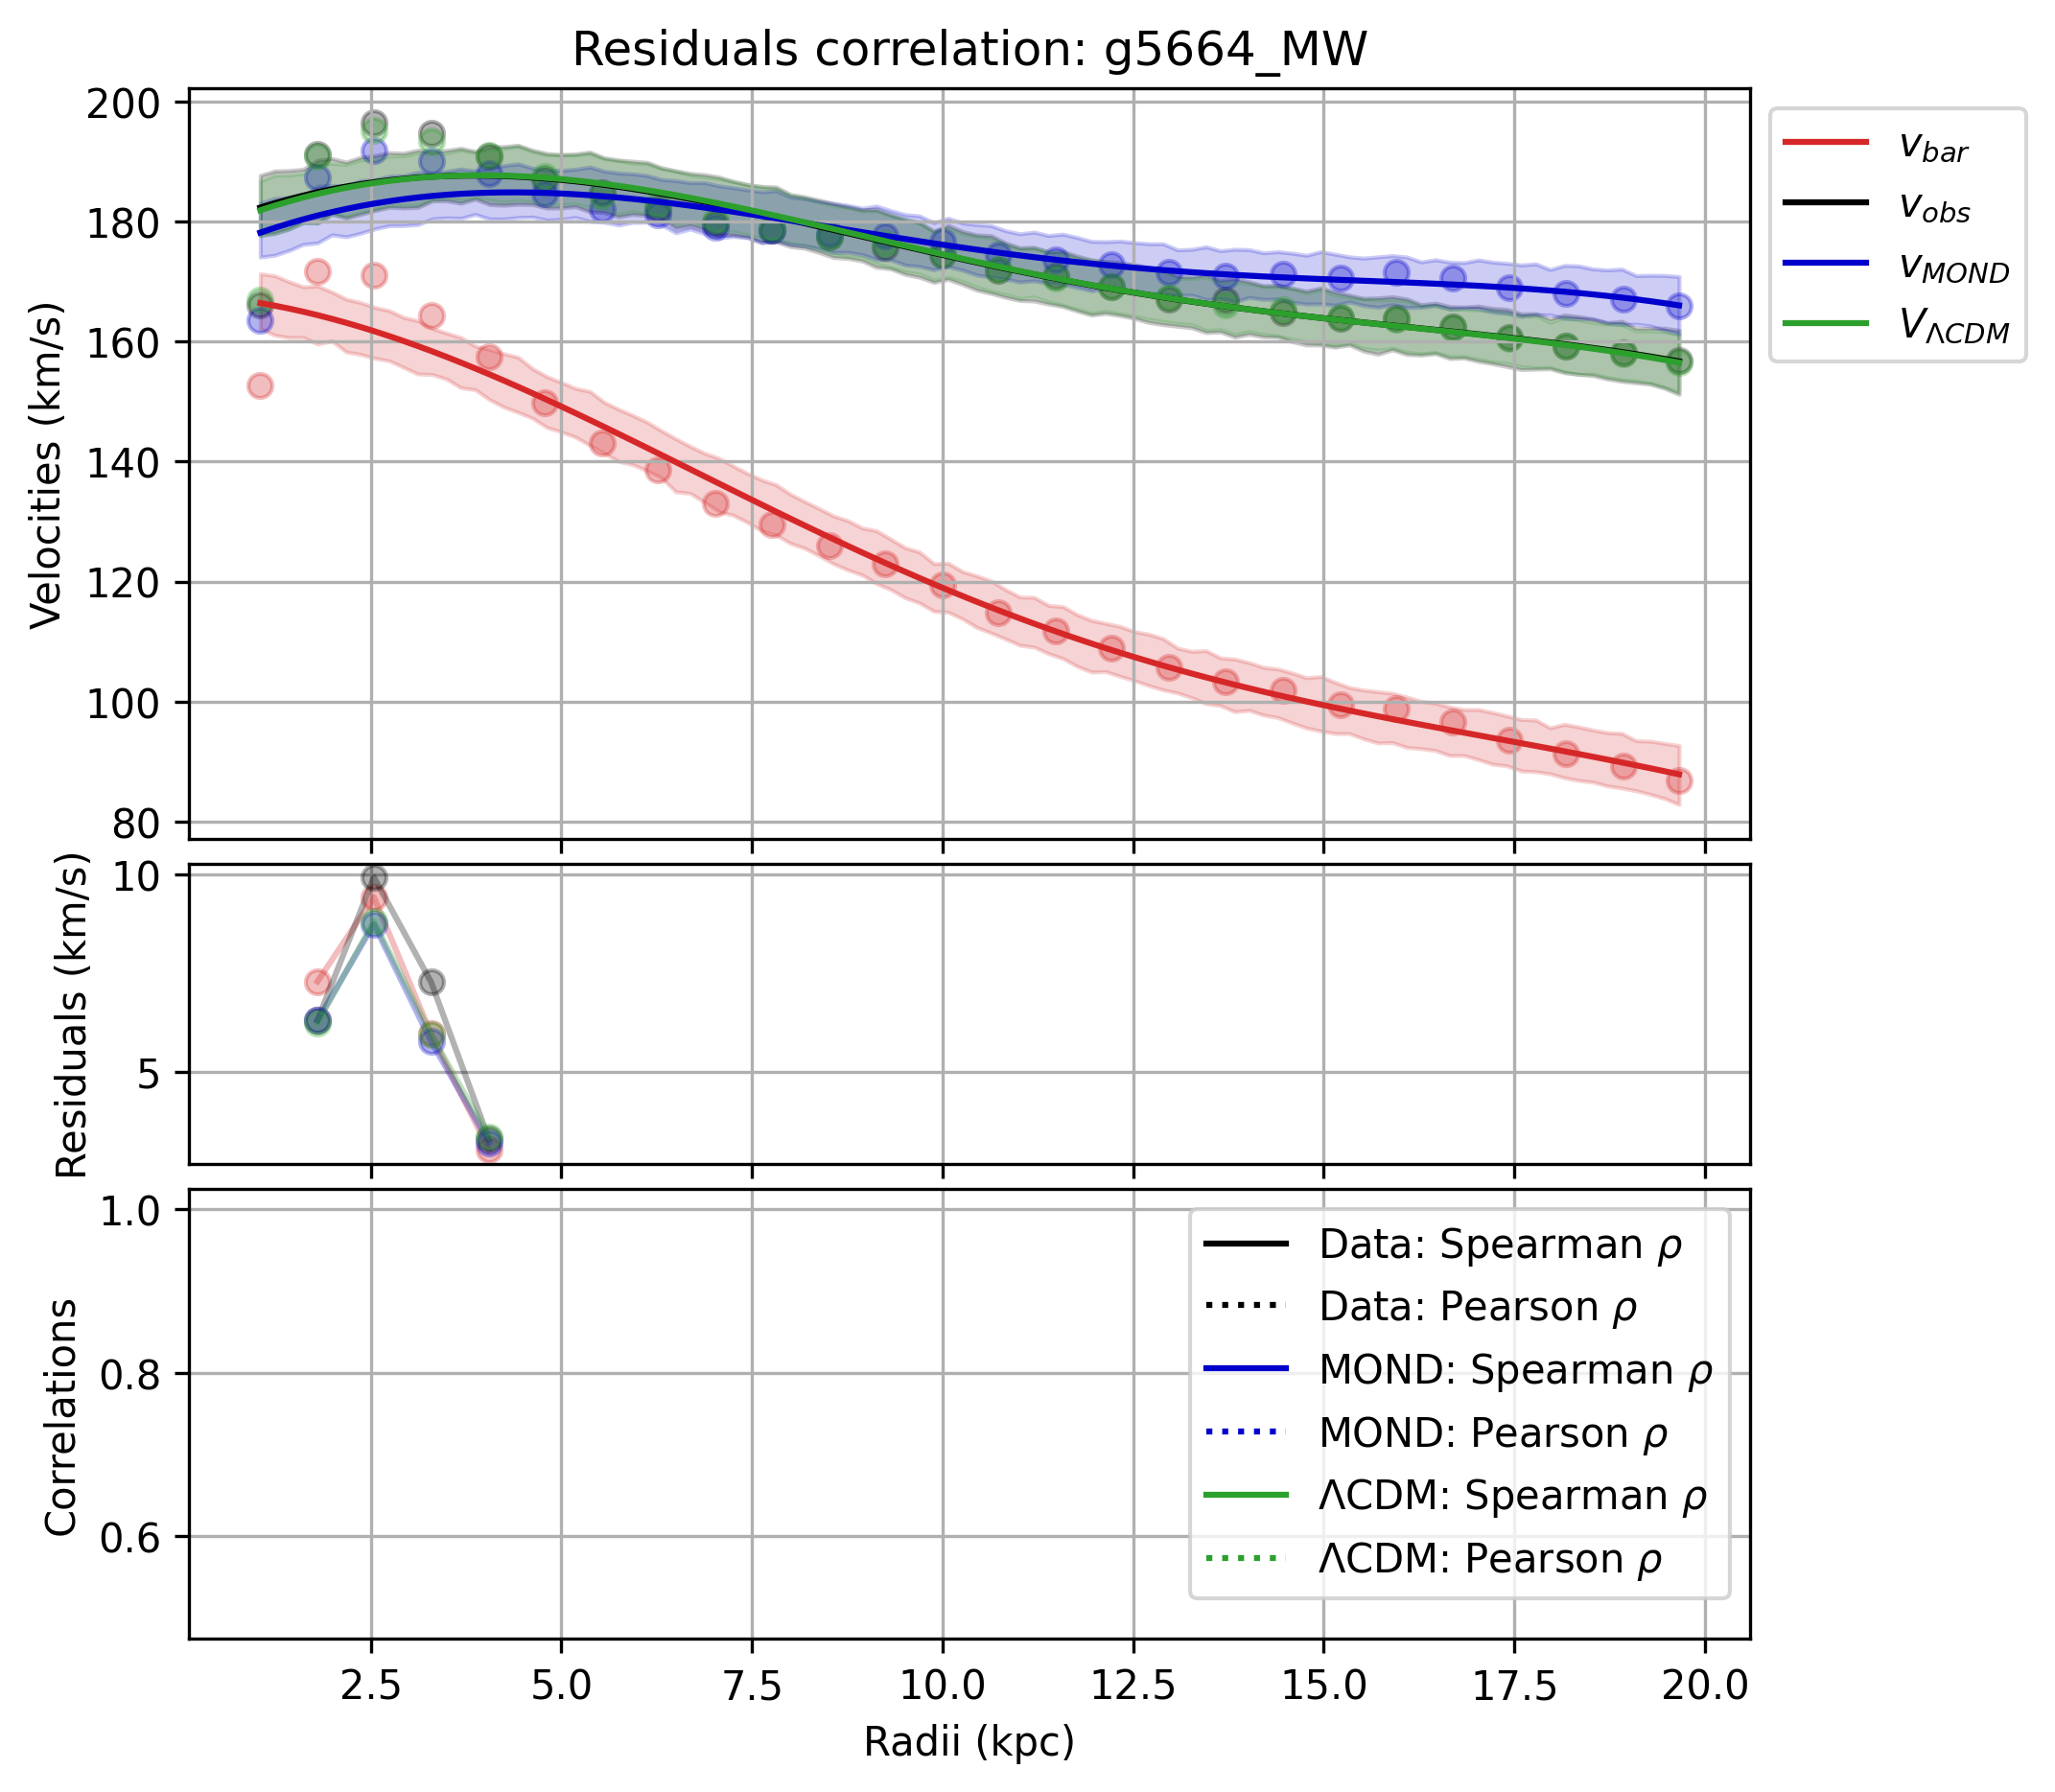 Residuals correlation: g5664_MW
200
180
160
140
120
100
80
Velocities (km/s)
v_bar
v_obs
v_MOND
V_ΛCDM
10
5
Residuals (km/s)
1.0
0.8
0.6
Correlations
Data: Spearman ρ
Data: Pearson ρ
MOND: Spearman ρ
MOND: Pearson ρ
ΛCDM: Spearman ρ
ΛCDM: Pearson ρ
2.5 5.0 7.5 10.0 12.5 15.0 17.5 20.0
Radii (kpc)